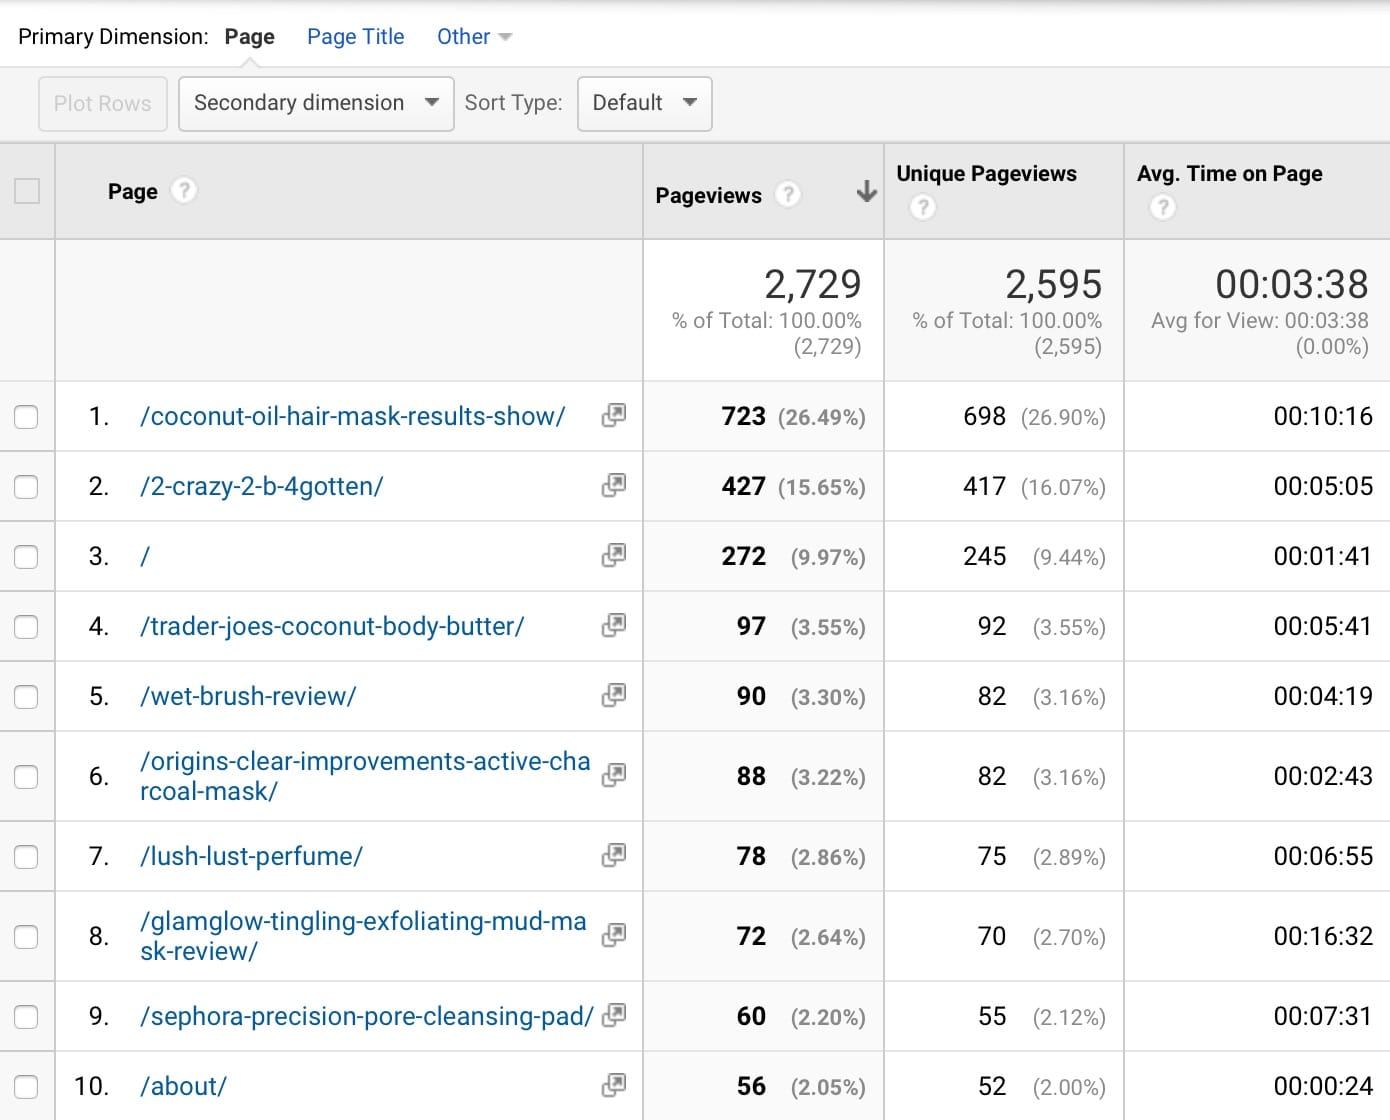 Primary Dimension: Page Page Title Other
Plot Rows Secondary dimension Sort Type: Default
Page ? Pageviews ? Unique Pageviews ? Avg. Time on Page ?
2,729 2,595 00:03:38
% of Total: 100.00% % of Total: 100.00% Avg for View: 00:03:38
(2,729) (2,595) (0.00%)
1. /coconut-oil-hair-mask-results-show/ 723 (26.49%) 698 (26.90%) 00:10:16
2. /2-crazy-2-b-4gotten/ 427 (15.65%) 417 (16.07%) 00:05:05
3. / 272 (9.97%) 245 (9.44%) 00:01:41
4. /trader-joes-coconut-body-butter/ 97 (3.55%) 92 (3.55%) 00:05:41
5. /wet-brush-review/ 90 (3.30%) 82 (3.16%) 00:04:19
6. /origins-clear-improvements-active-cha
rcoal-mask/ 88 (3.22%) 82 (3.16%) 00:02:43
7. /lush-lust-perfume/ 78 (2.86%) 75 (2.89%) 00:06:55
8. /glamglow-tingling-exfoliating-mud-ma
sk-review/ 72 (2.64%) 70 (2.70%) 00:16:32
9. /sephora-precision-pore-cleansing-pad/ 60 (2.20%) 55 (2.12%) 00:07:31
10. /about/ 56 (2.05%) 52 (2.00%) 00:00:24